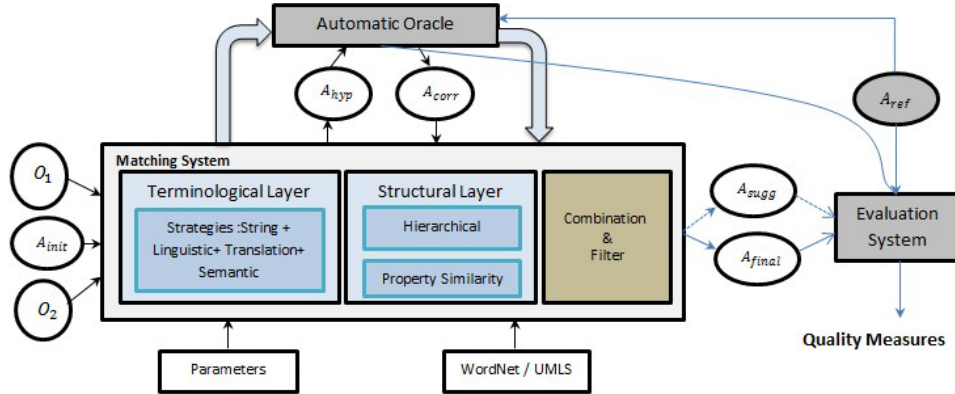 Automatic Oracle
A_hyp
A_corr
A_ref
Matching System
O_1
A_init
O_2
Terminological Layer
Strategies :String +
Linguistic+ Translation+
Semantic
Structural Layer
Hierarchical
Property Similarity
Combination
&
Filter
A_sugg
A_final
Evaluation
System
Quality Measures
Parameters
WordNet / UMLS